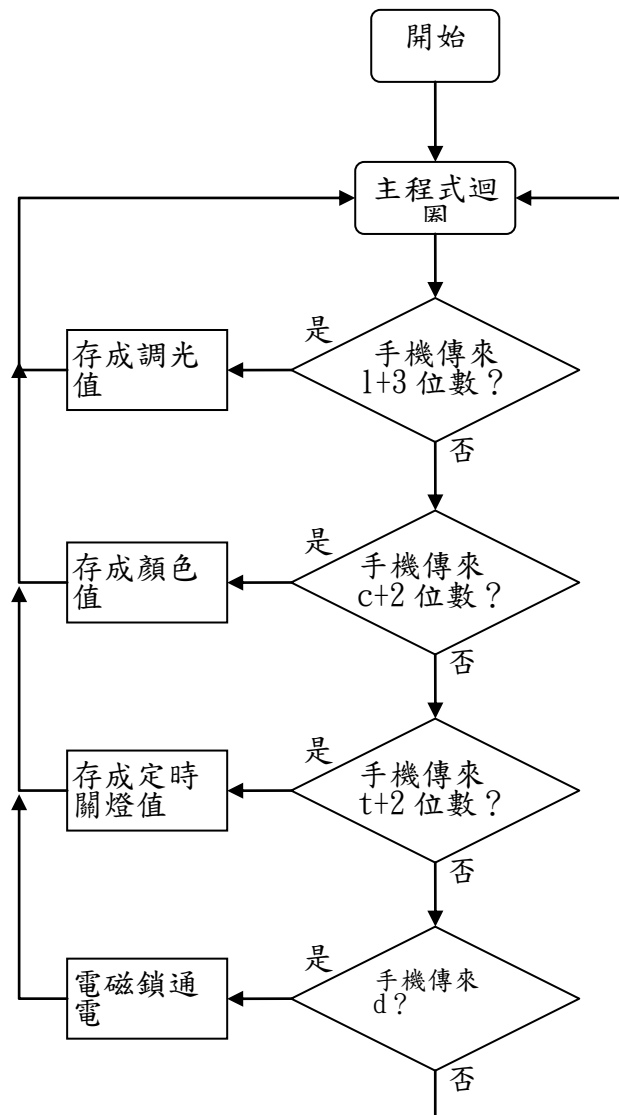 開始
主程式迴
圈
是
手機傳來
l+3 位數？
存成調光
值
否
是
手機傳來
c+2 位數？
存成顏色
值
否
是
手機傳來
t+2 位數？
存成定時
關燈值
否
是
手機傳來
d？
電磁鎖通
電
否